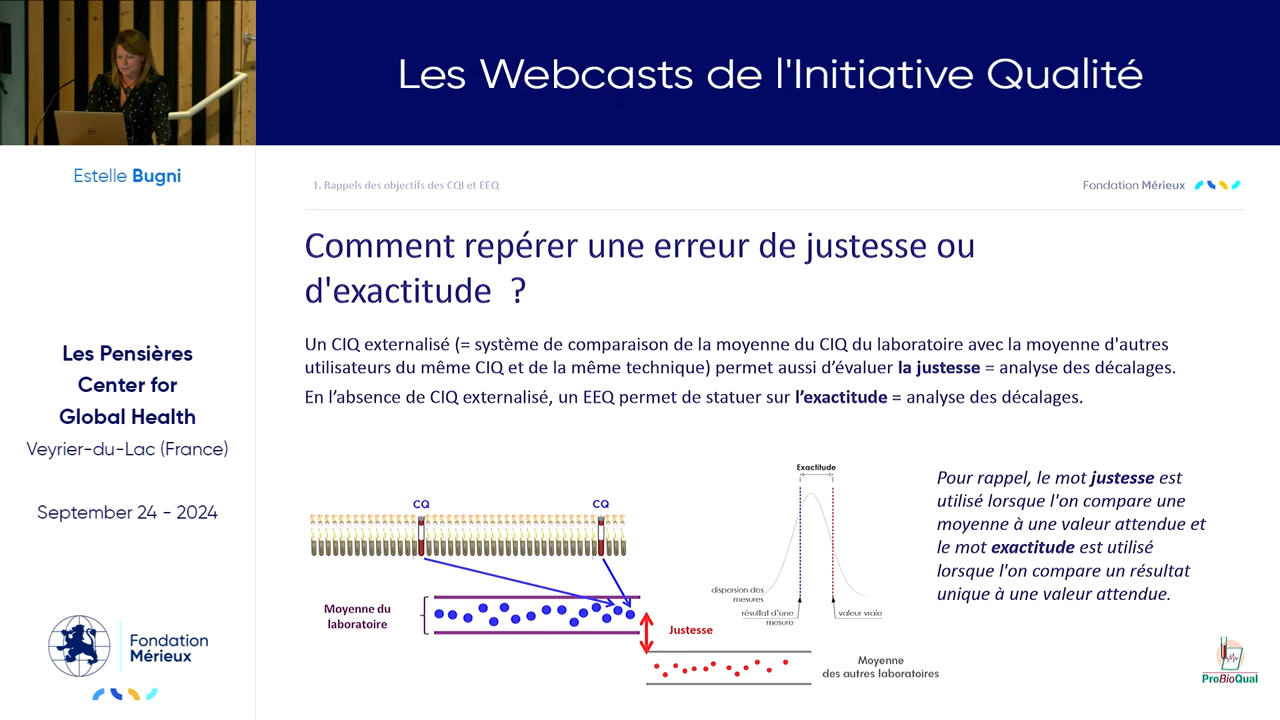 Les Webcasts de l'Initiative Qualité
Estelle Bugni
Les Pensières
Center for
Global Health
Veyrier-du-Lac (France)
September 24 - 2024
Fondation
Mérieux
1. Rappels des objectifs des CQI et EEQ
Fondation Mérieux
Comment repérer une erreur de justesse ou
d'exactitude ?
Un CIQ externalisé (= système de comparaison de la moyenne du CIQ du laboratoire avec la moyenne d'autres
utilisateurs du même CIQ et de la même technique) permet aussi d’évaluer la justesse = analyse des décalages.
En l’absence de CIQ externalisé, un EEQ permet de statuer sur l’exactitude = analyse des décalages.
CQ
CQ
Moyenne du
laboratoire
Justesse
Moyenne
des autres laboratoires
Exactitude
dispersion des
mesures
résultat d'une
mesure
valeur vraie
Pour rappel, le mot justesse est
utilisé lorsque l'on compare une
moyenne à une valeur attendue et
le mot exactitude est utilisé
lorsque l'on compare un résultat
unique à une valeur attendue.
ProBioQual